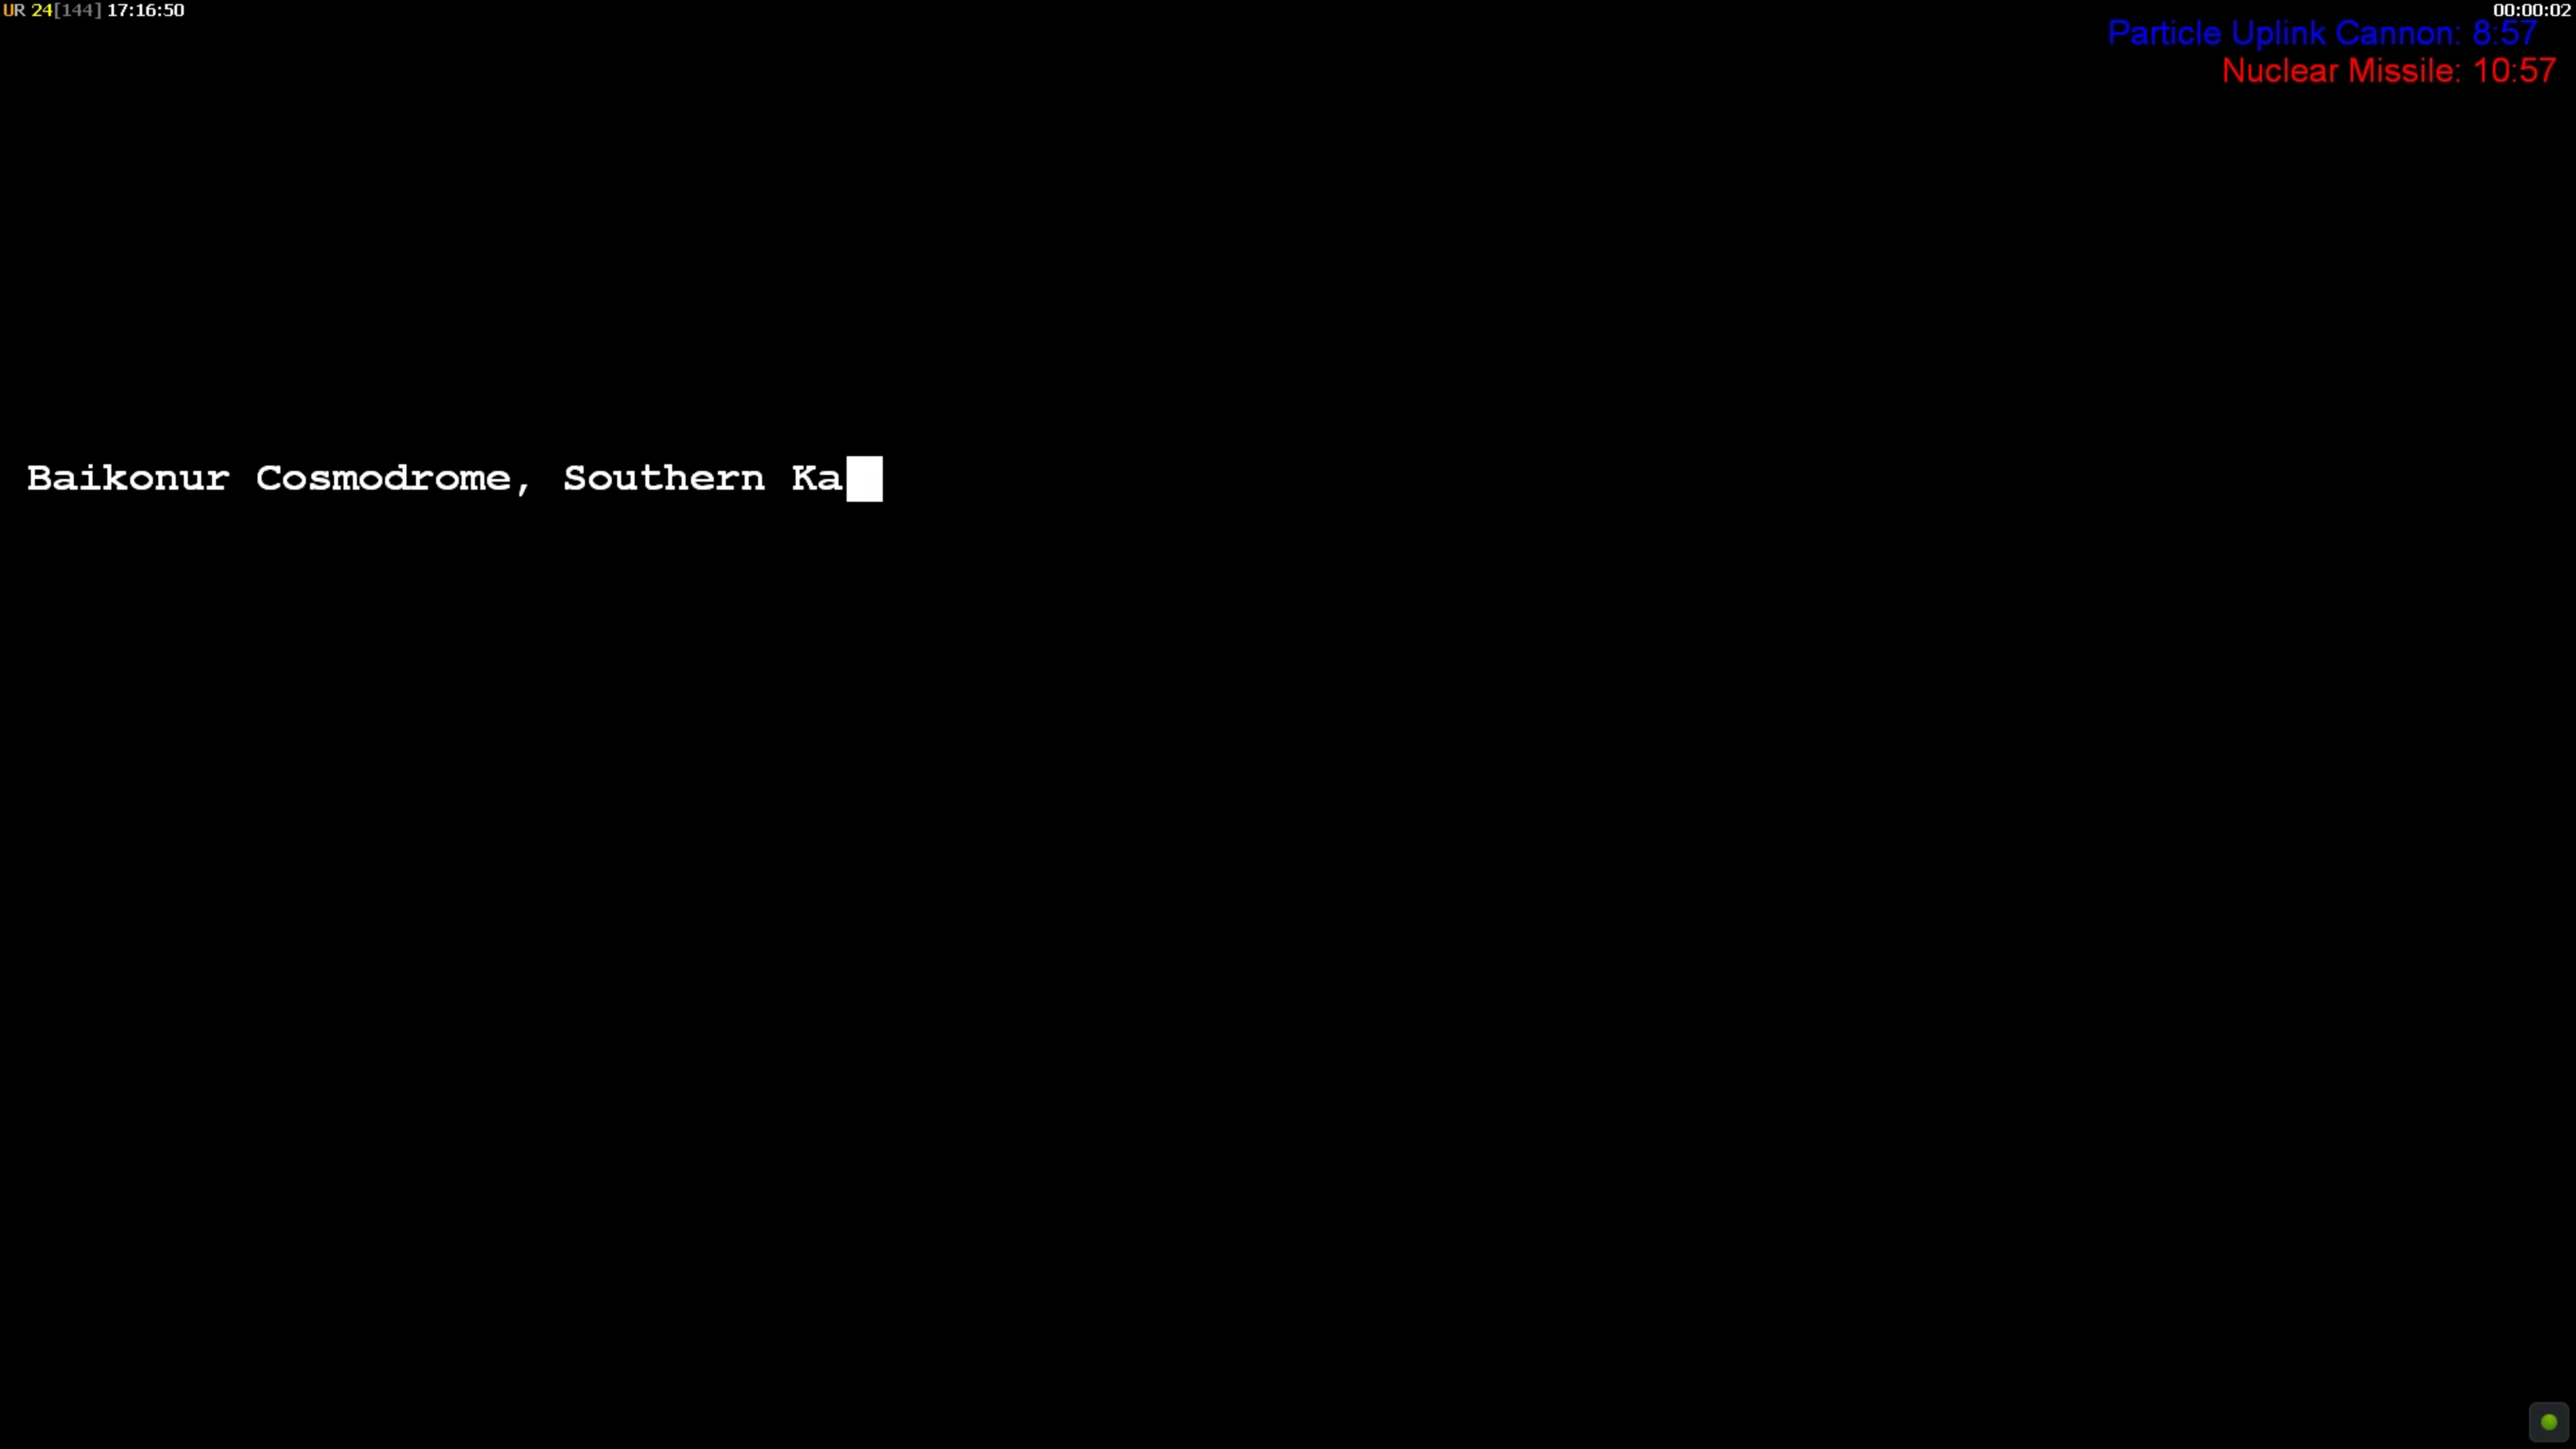 UR 24[144] 17:16:50
00:00:02
Particle Uplink Cannon: 8:57
Nuclear Missile: 10:57
Baikonur Cosmodrome, Southern Ka